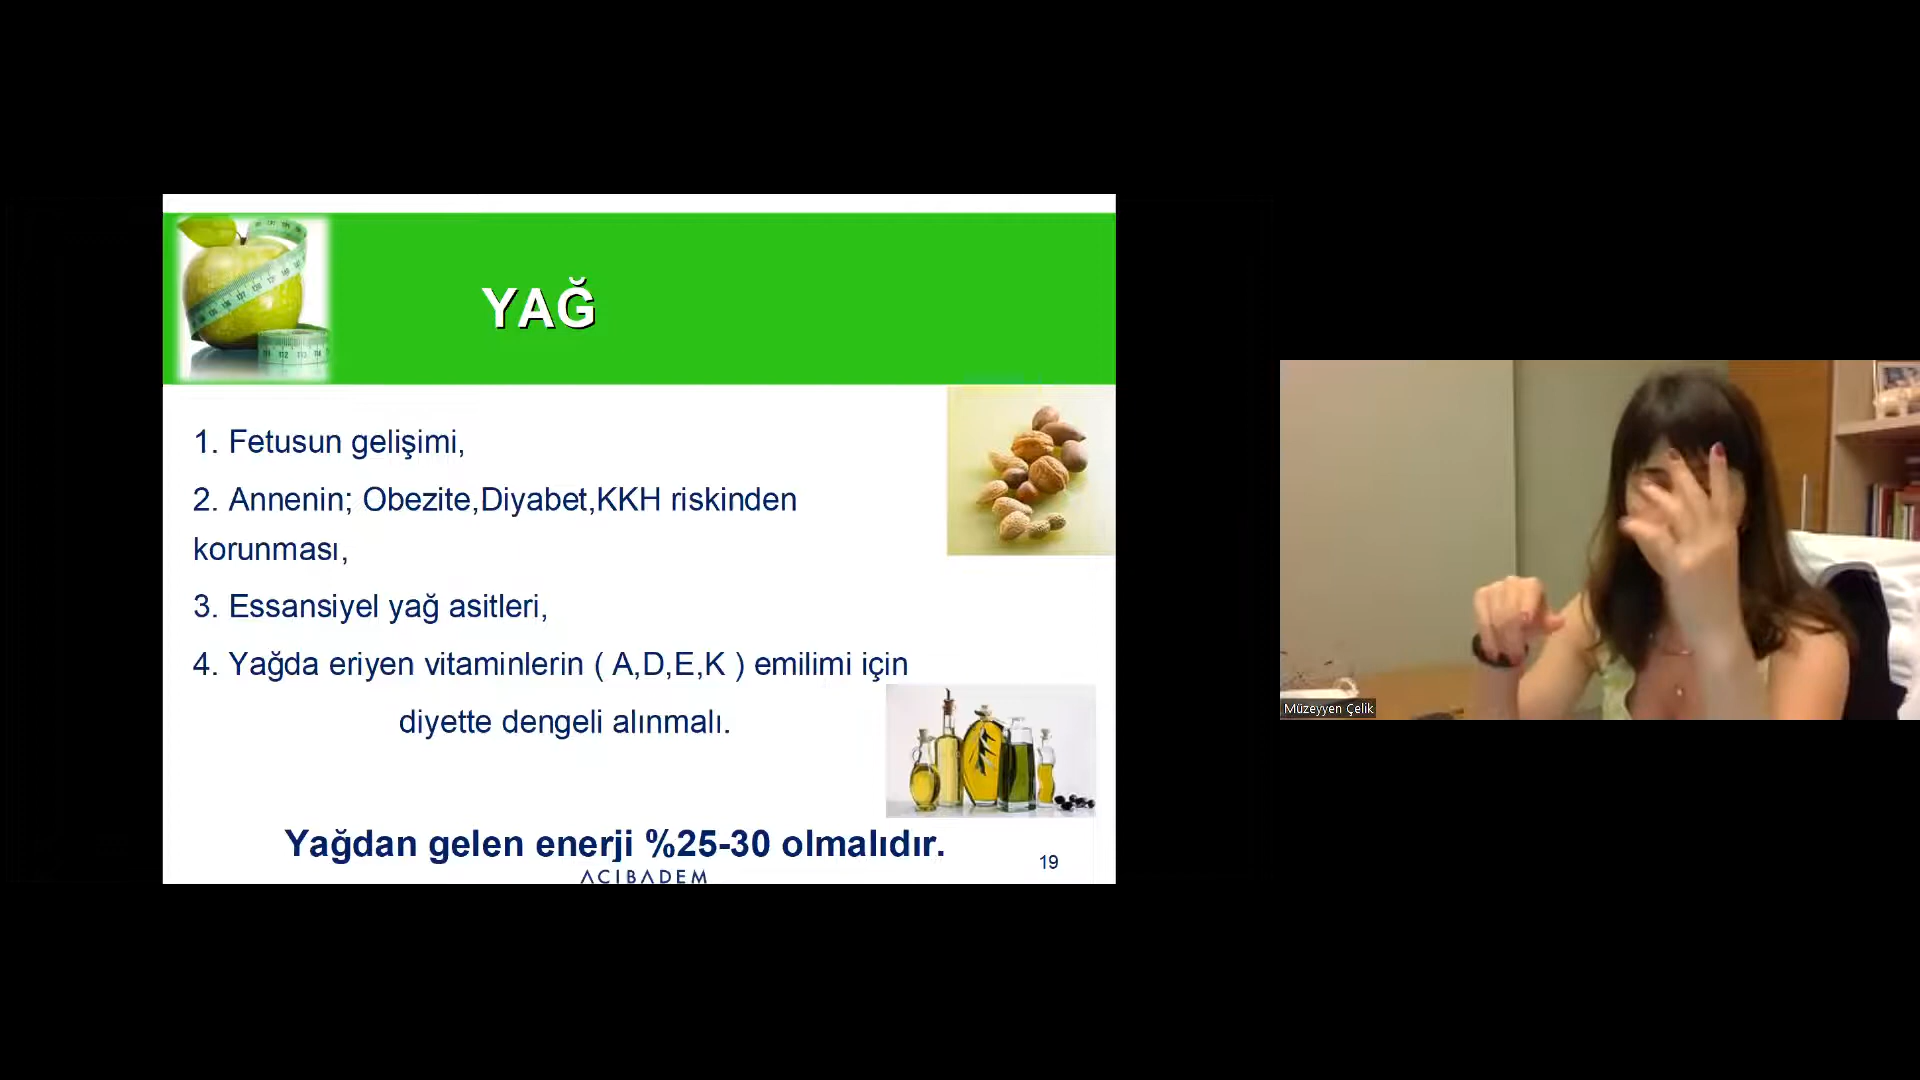 YAĞ
1. Fetusun gelişimi,
2. Annenin; Obezite,Diyabet,KKH riskinden
korunması,
3. Essansiyel yağ asitleri,
4. Yağda eriyen vitaminlerin ( A,D,E,K ) emilimi için
diyette dengeli alınmalı.
Yağdan gelen enerji %25-30 olmalıdır.
19
ACIBADEM
Müzeyyen Çelik